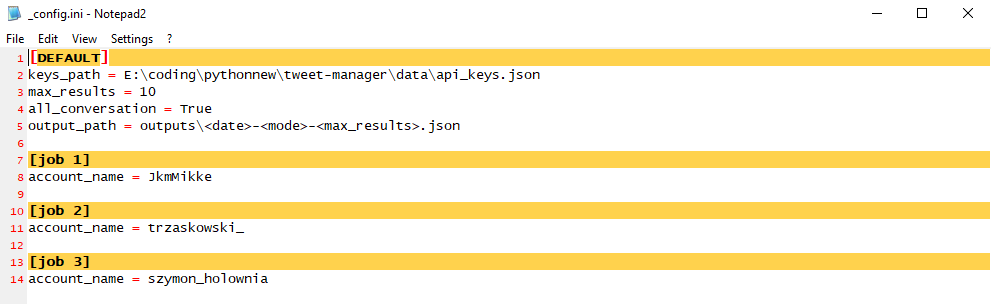 _config.ini - Notepad2
File Edit View Settings ?
1 [DEFAULT]
2 keys_path = E:\coding\pythonnew\tweet-manager\data\api_keys.json
3 max_results = 10
4 all_conversation = True
5 output_path = outputs\<date>-<mode>-<max_results>.json
6
7 [job 1]
8 account_name = JkmMikke
9
10 [job 2]
11 account_name = trzaskowski_
12
13 [job 3]
14 account_name = szymon_holownia